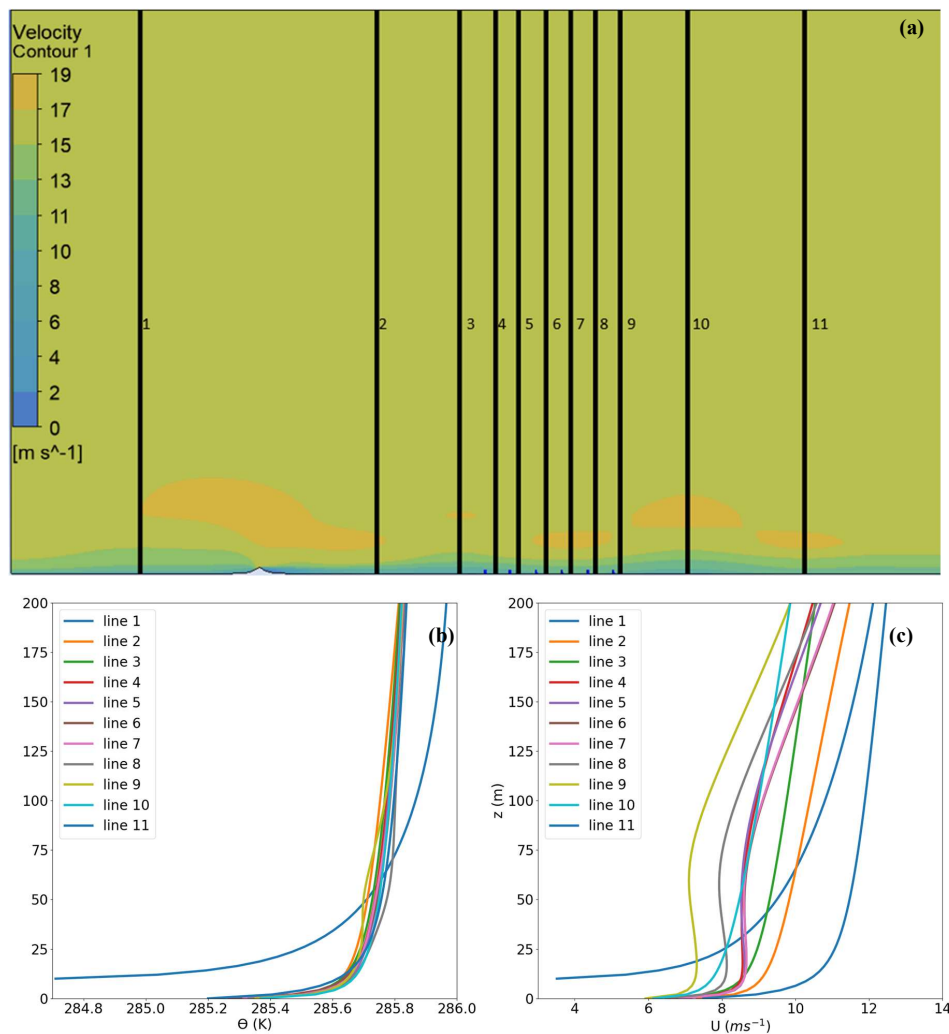 (a)
Velocity
Contour 1
19
17
15
13
11
10
8
6
4
2
0
[m s^-1]
1 2 3 4 5 6 7 8 9 10 11
(b)
200
175
150
125
100
75
50
25
0
line 1
line 2
line 3
line 4
line 5
line 6
line 7
line 8
line 9
line 10
line 11
284.8 285.0 285.2 285.4 285.6 285.8 286.0
Θ (K)
(c)
z (m)
200
175
150
125
100
75
50
25
0
line 1
line 2
line 3
line 4
line 5
line 6
line 7
line 8
line 9
line 10
line 11
4 6 8 10 12 14
U (ms⁻¹)